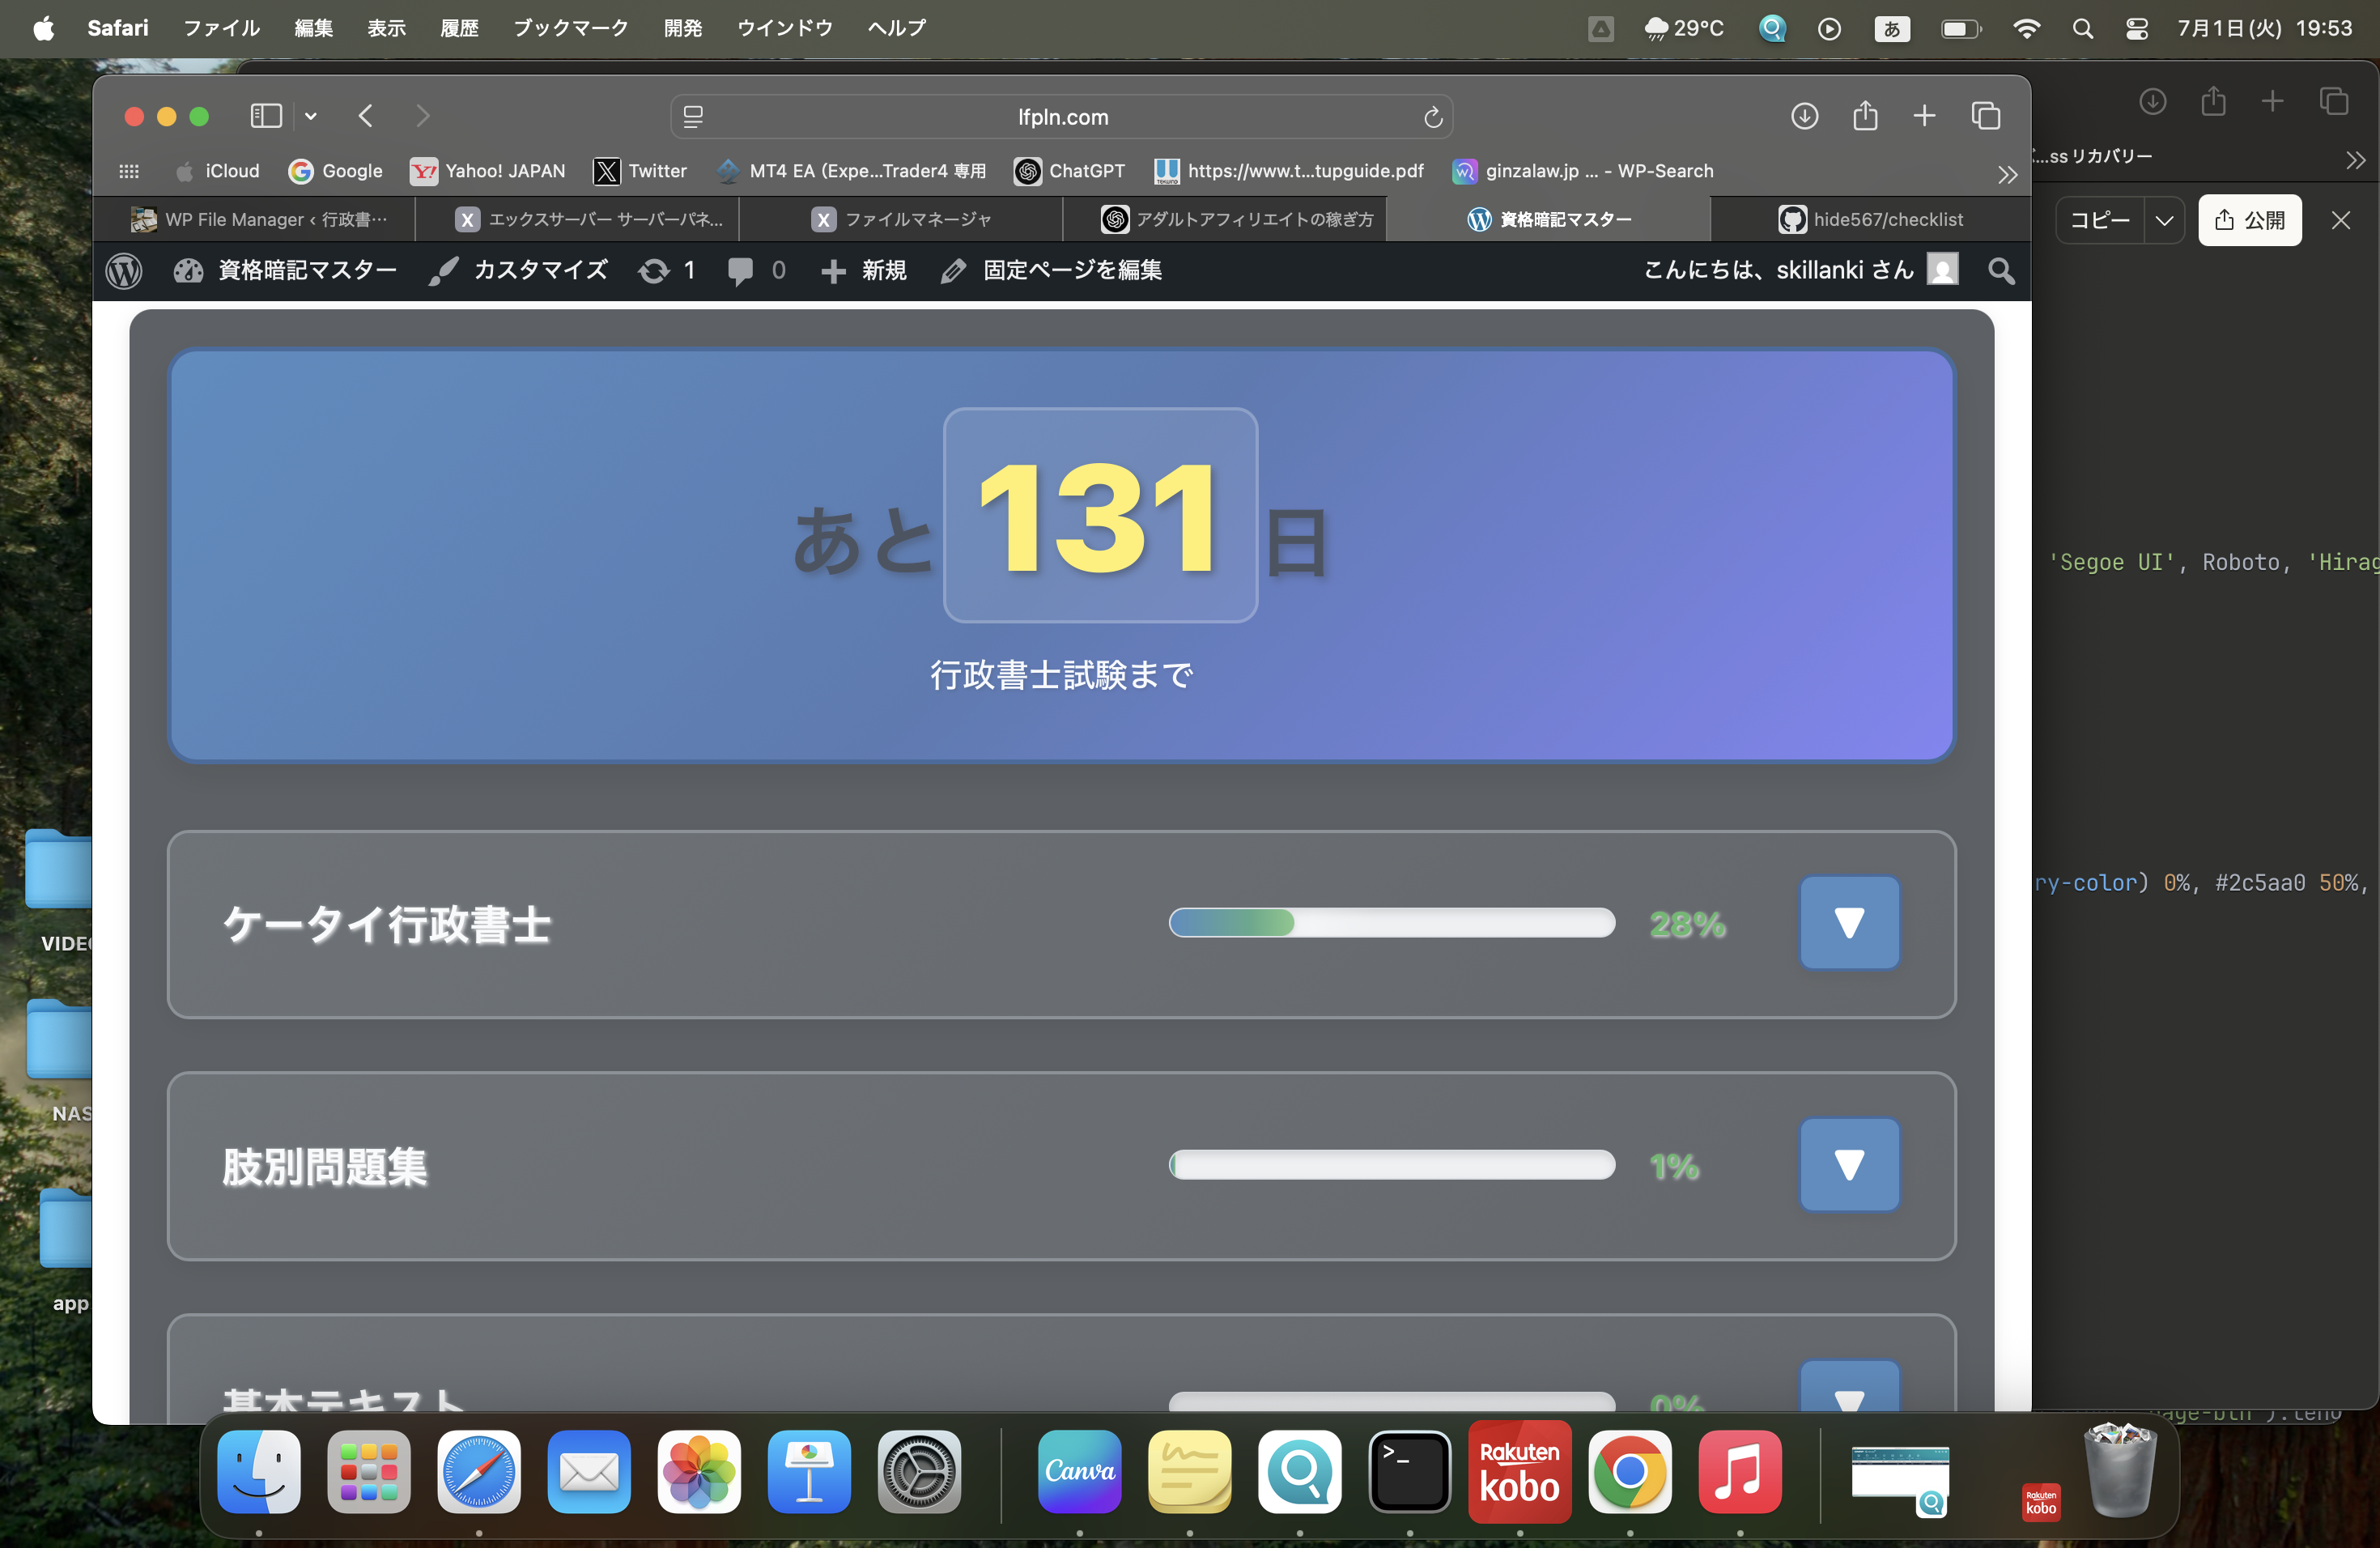 Safari ファイル 編集 表示 履歴 ブックマーク 開発 ウインドウ ヘルプ
29°C あ 7月1日(火) 19:53
lfpln.com
iCloud Google Yahoo! JAPAN Twitter MT4 EA (Expe...Trader4 専用 ChatGPT https://www.t...tupguide.pdf ginzalaw.jp ... - WP-Search
...ss リカバリー
WP File Manager ‹ 行政書… エックスサーバー サーバーパネ... ファイルマネージャ アダルトアフィリエイトの稼ぎ方 資格暗記マスター hide567/checklist
コピー 公開
資格暗記マスター カスタマイズ 1 0 新規 固定ページを編集 こんにちは、skillanki さん
あと 131 日
行政書士試験まで
'Segoe UI', Roboto, 'Hirag
ry-color) 0%, #2c5aa0 50%,
ケータイ行政書士 28% ▼
肢別問題集 1% ▼
基本テキスト 0% ▼
VIDEO
NAS
app
Canva
Rakuten
kobo
Rakuten
kobo